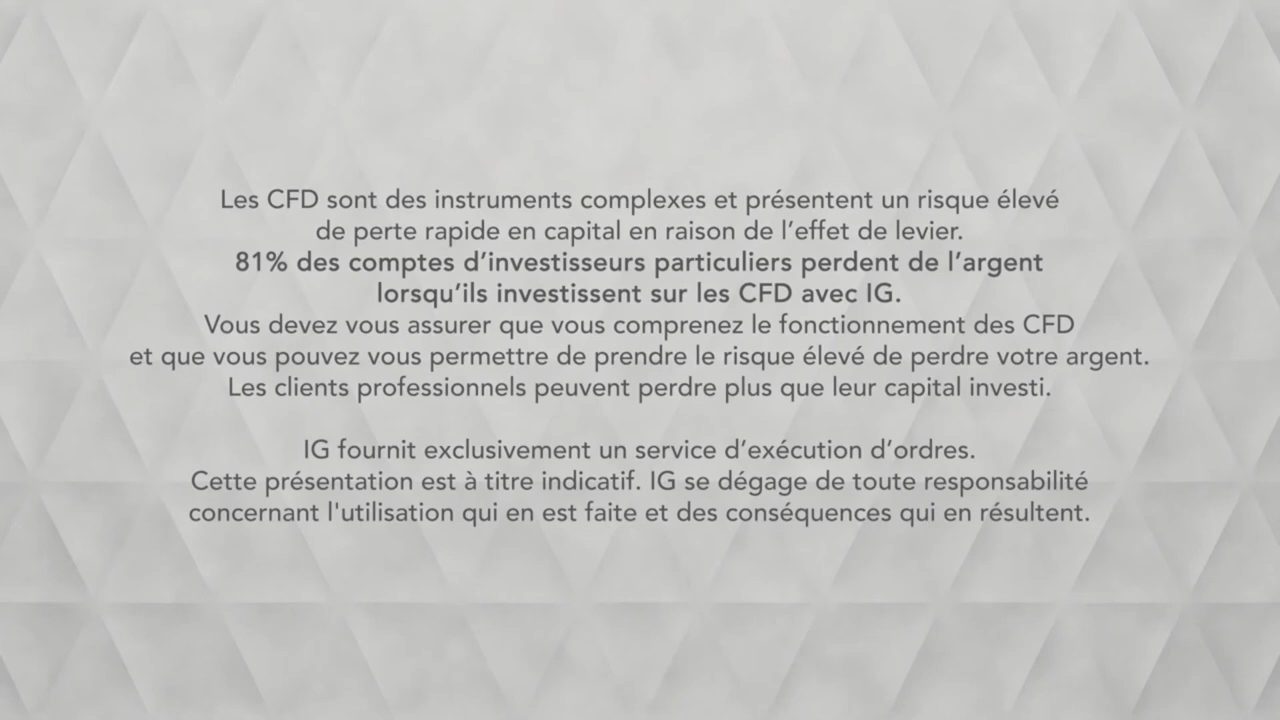 Les CFD sont des instruments complexes et présentent un risque élevé
de perte rapide en capital en raison de l’effet de levier.
81% des comptes d’investisseurs particuliers perdent de l’argent
lorsqu’ils investissent sur les CFD avec IG.
Vous devez vous assurer que vous comprenez le fonctionnement des CFD
et que vous pouvez vous permettre de prendre le risque élevé de perdre votre argent.
Les clients professionnels peuvent perdre plus que leur capital investi.
IG fournit exclusivement un service d’exécution d’ordres.
Cette présentation est à titre indicatif. IG se dégage de toute responsabilité
concernant l'utilisation qui en est faite et des conséquences qui en résultent.